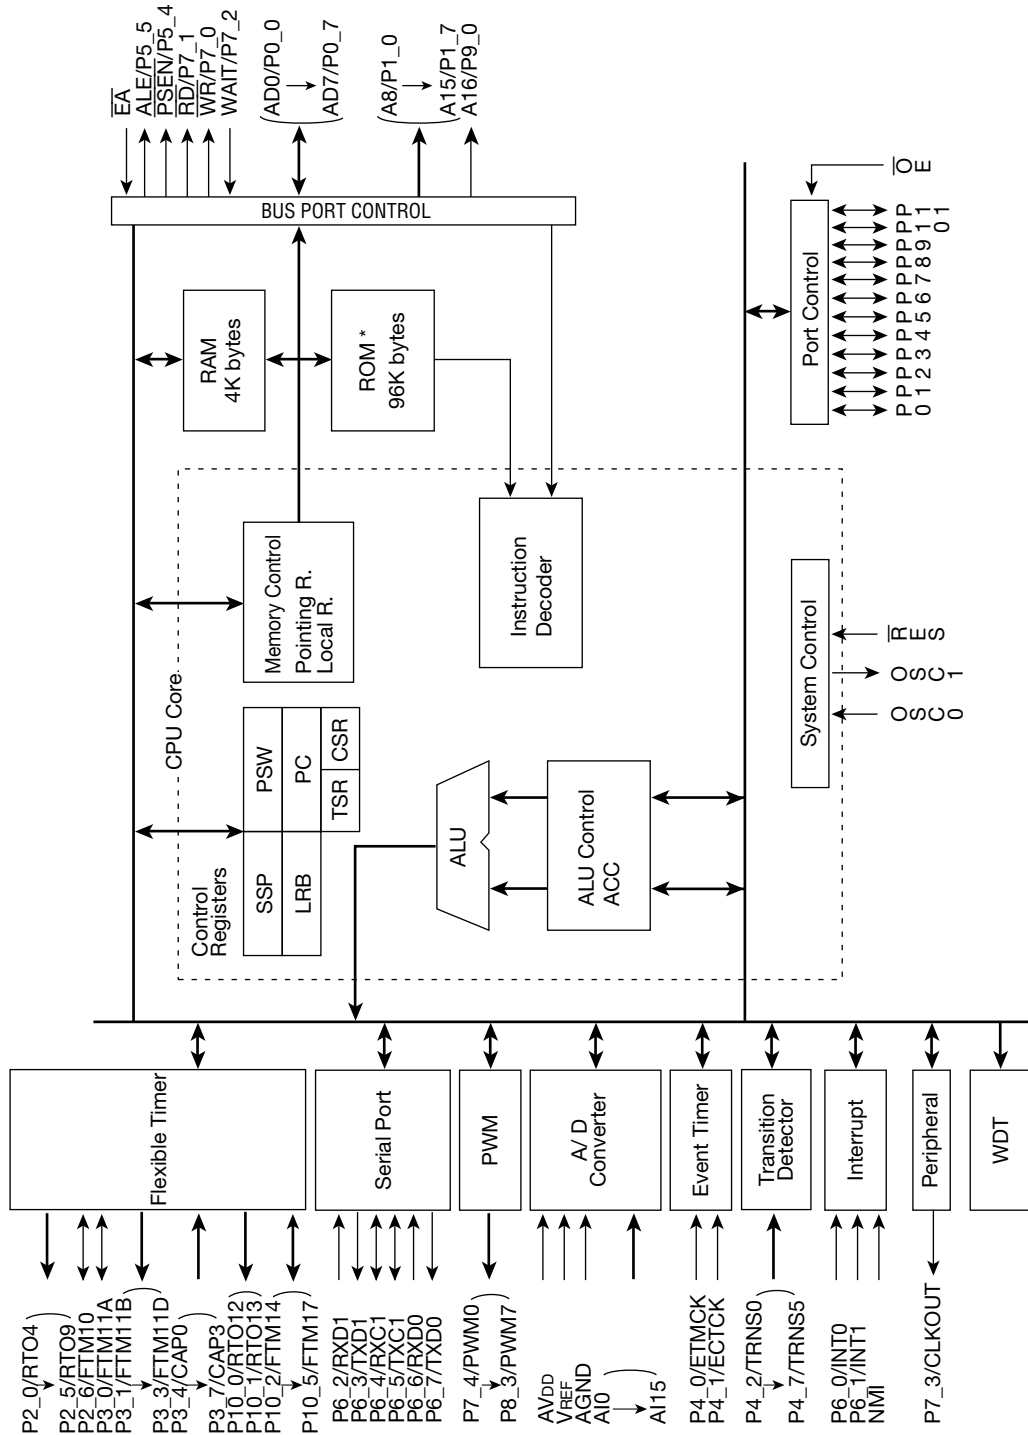 P2_0/RTO4
P2_5/RTO9
P2_6/FTM10
P3_0/FTM11A
P3_1/FTM11B
P3_3/FTM11D
P3_4/CAP0
P3_7/CAP3
P10_0/RTO12
P10_1/RTO13
P10_2/FTM14
P10_5/FTM17
Flexible Timer
P6_2/RXD1
P6_3/TXD1
P6_4/RXC1
P6_5/TXC1
P6_6/RXD0
P6_7/TXD0
Serial Port
P7_4/PWM0
P8_3/PWM7
PWM
AVDD
VREF
AGND
AI0
AI15
A/D
Converter
P4_0/ETMCK
P4_1/ECTCK
Event Timer
P4_2/TRNS0
P4_7/TRNS5
Transition
Detector
P6_0/INT0
P6_1/INT1
NMI
Interrupt
P7_3/CLKOUT
Peripheral
WDT
CPU Core
Control
Registers
SSP
PSW
LRB
PC
TSR
CSR
ALU
ALU Control
ACC
Memory Control
Pointing R.
Local R.
Instruction
Decoder
System Control
OSC0
OSC1
RES
RAM
4K bytes
ROM *
96K bytes
BUS PORT CONTROL
EA
ALE/P5_5
PSEN/P5_4
RD/P7_1
WR/P7_0
WAIT/P7_2
AD0/P0_0
AD7/P0_7
A8/P1_0
A15/P1_7
A16/P9_0
Port Control
P0
P1
P2
P3
P4
P5
P6
P7
P8
P9
P10
P11
OE